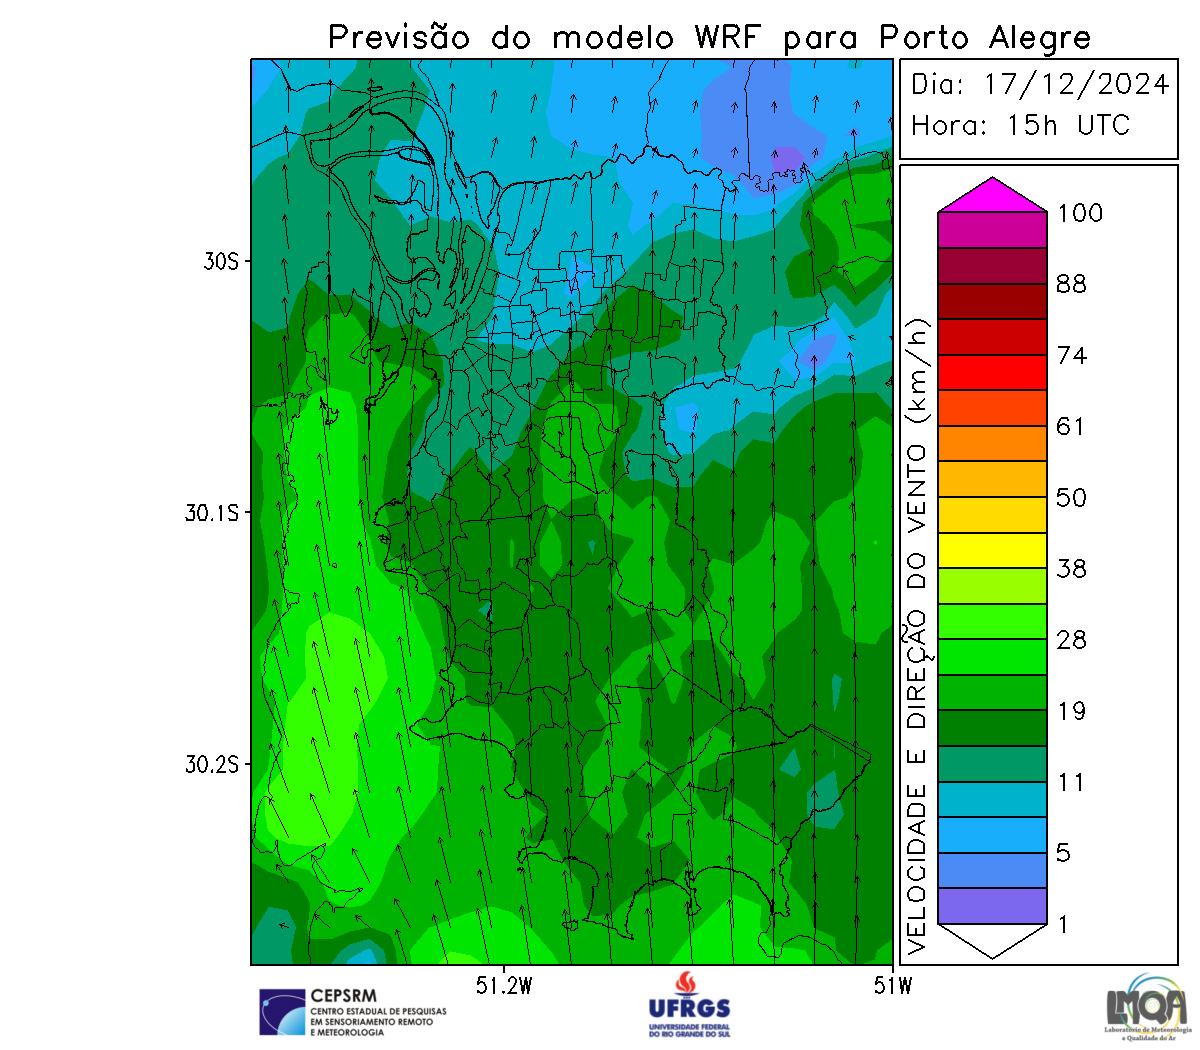 Previsão do modelo WRF para Porto Alegre
Dia: 17/12/2024
Hora: 15h UTC
30S
30.1S
30.2S
51.2W
51W
VELOCIDADE E DIREÇÃO DO VENTO (km/h)
100
88
74
61
50
38
28
19
11
5
1
CEPSRM
CENTRO ESTADUAL DE PESQUISAS
EM SENSORIAMENTO REMOTO
E METEOROLOGIA
UFRGS
UNIVERSIDADE FEDERAL
DO RIO GRANDE DO SUL
LMQA
Laboratório de Meteorologia
e Qualidade do Ar